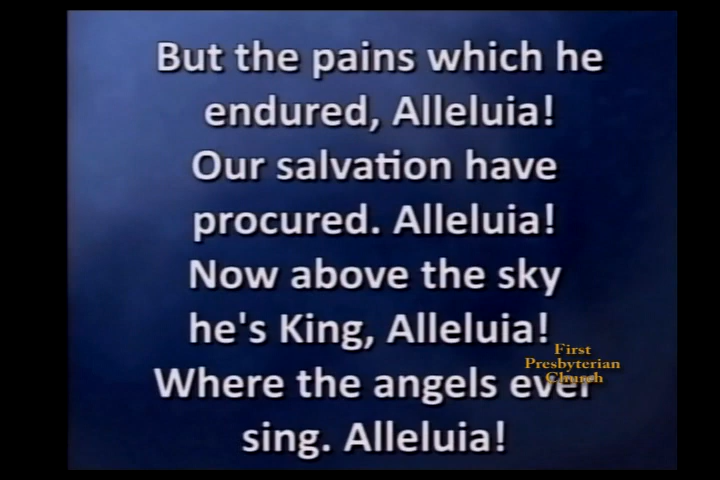 But the pains which he
endured, Alleluia!
Our salvation have
procured. Alleluia!
Now above the sky
he's King, Alleluia!
Where the angels ever
sing. Alleluia!
First
Presbyterian
Church